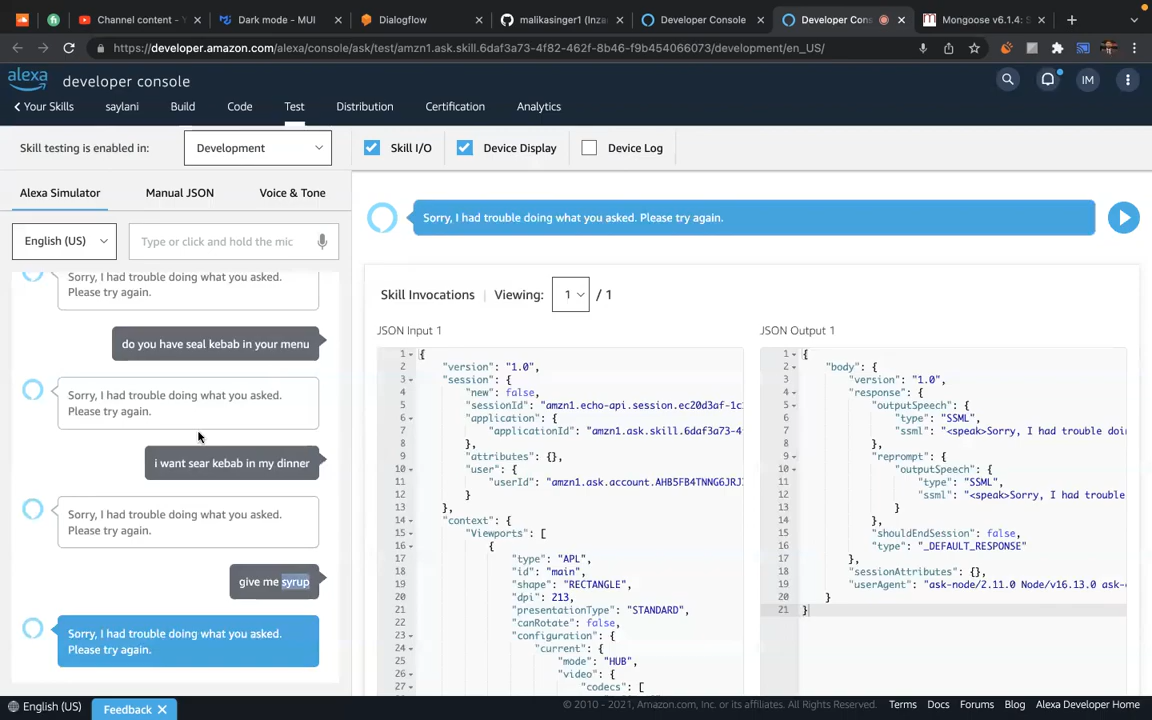 Channel content - Y
Dark mode - MUI
Dialogflow
malikasinger1 (Inza
Developer Console
Developer Con
Mongoose v6.1.4: S
https://developer.amazon.com/alexa/console/ask/test/amzn1.ask.skill.6daf3a73-4f82-462f-8b46-f9b454066073/development/en_US/
alexa developer console
IM
Your Skills saylani Build Code Test Distribution Certification Analytics
Skill testing is enabled in: Development
Skill I/O Device Display Device Log
Alexa Simulator Manual JSON Voice & Tone
English (US) Type or click and hold the mic
Sorry, I had trouble doing what you asked.
Please try again.
do you have seal kebab in your menu
Sorry, I had trouble doing what you asked.
Please try again.
i want sear kebab in my dinner
Sorry, I had trouble doing what you asked.
Please try again.
give me syrup
Sorry, I had trouble doing what you asked.
Please try again.
Sorry, I had trouble doing what you asked. Please try again.
Skill Invocations | Viewing: 1 / 1
JSON Input 1
1 {
2 "version": "1.0",
3 "session": {
4 "new": false,
5 "sessionId": "amzn1.echo-api.session.ec20d3af-1c
6 "application": {
7 "applicationId": "amzn1.ask.skill.6daf3a73-4
8 },
9 "attributes": {},
10 "user": {
11 "userId": "amzn1.ask.account.AHB5FB4TNNG6JRJ
12 }
13 },
14 "context": {
15 "Viewports": [
16 {
17 "type": "APL",
18 "id": "main",
19 "shape": "RECTANGLE",
20 "dpi": 213,
21 "presentationType": "STANDARD",
22 "canRotate": false,
23 "configuration": {
24 "current": {
25 "mode": "HUB",
26 "video": {
27 "codecs": [
JSON Output 1
1 {
2 "body": {
3 "version": "1.0",
4 "response": {
5 "outputSpeech": {
6 "type": "SSML",
7 "ssml": "<speak>Sorry, I had trouble doin
8 },
9 "reprompt": {
10 "outputSpeech": {
11 "type": "SSML",
12 "ssml": "<speak>Sorry, I had trouble
13 }
14 },
15 "shouldEndSession": false,
16 "type": "_DEFAULT_RESPONSE"
17 },
18 "sessionAttributes": {},
19 "userAgent": "ask-node/2.11.0 Node/v16.13.0 ask-
20 }
21 }
English (US) Feedback
© 2010 - 2021, Amazon.com, Inc. or its affiliates. All Rights Reserved. Terms Docs Forums Blog Alexa Developer Home